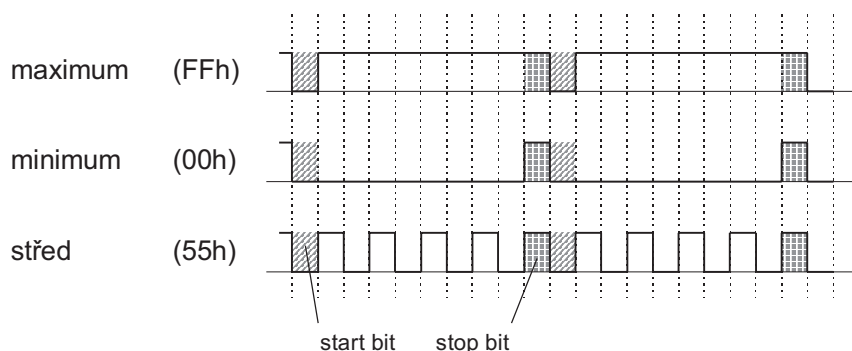 maximum (FFh)
minimum (00h)
střed (55h)
start bit stop bit